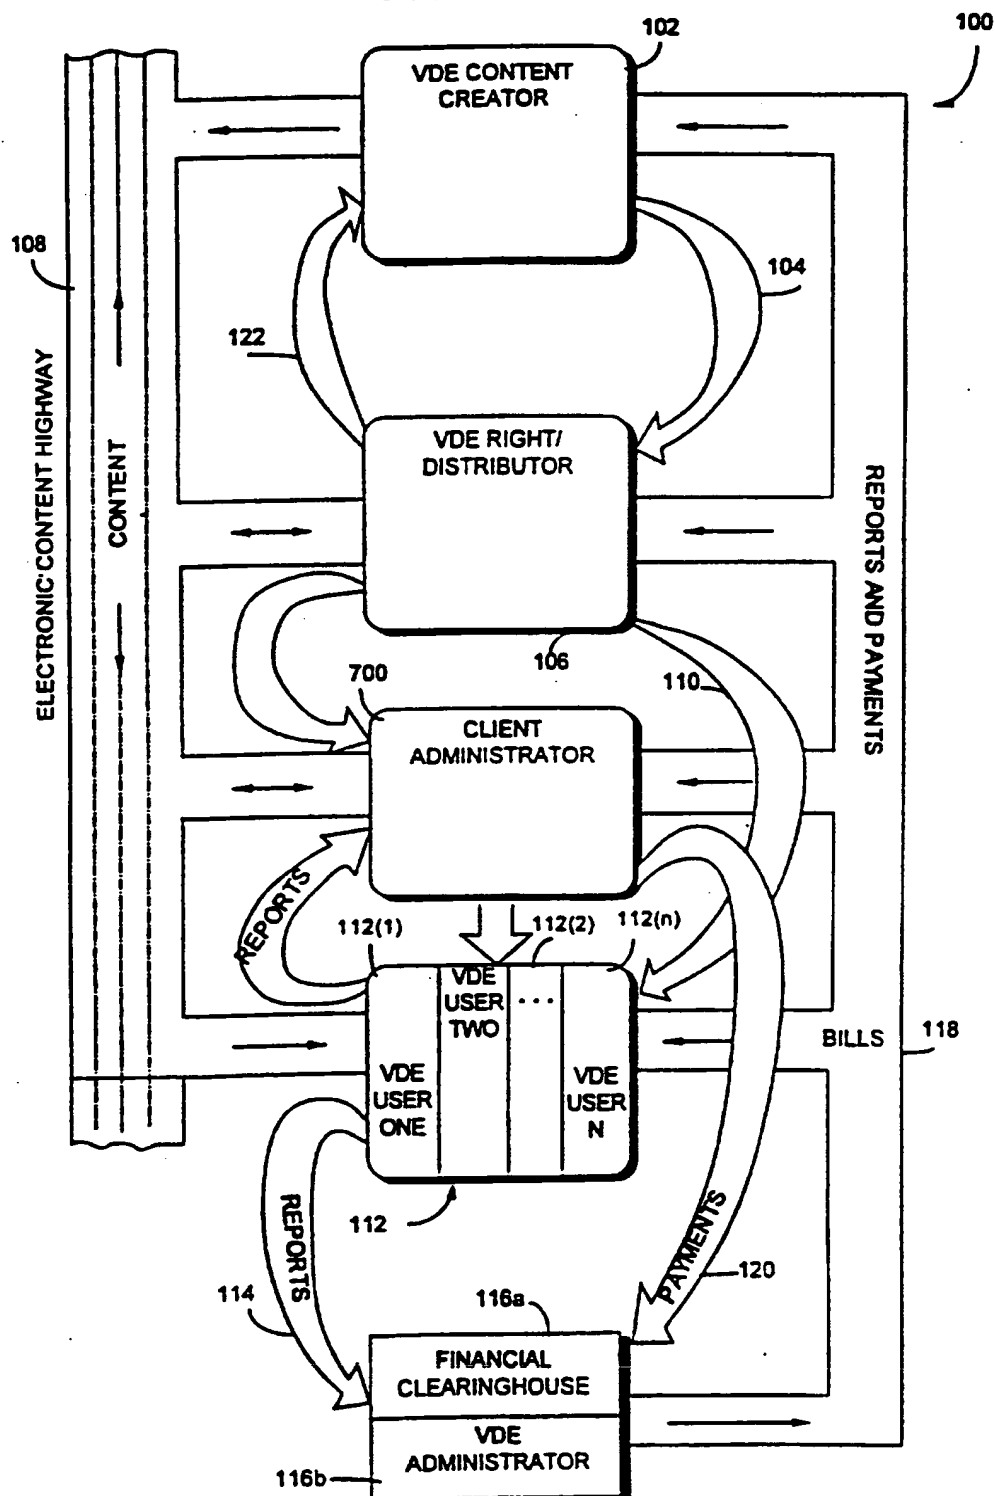 100
102
VDE CONTENT
CREATOR
108
104
122
ELECTRONIC CONTENT HIGHWAY
CONTENT
VDE RIGHT/
DISTRIBUTOR
REPORTS AND PAYMENTS
106
110
700
CLIENT
ADMINISTRATOR
REPORTS
112(1)
112(2)
112(n)
VDE
USER
TWO
...
BILLS
118
VDE
USER
ONE
VDE
USER
N
112
REPORTS
PAYMENTS
114
120
116a
FINANCIAL
CLEARINGHOUSE
VDE
ADMINISTRATOR
116b